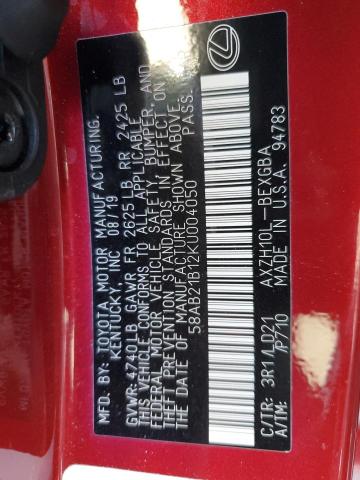 MFD. BY: TOYOTA MOTOR MANUFACTURING,
KENTUCKY, INC 08/19
GVWR: 4740LB GAWR FR 2625 LB RR 2425 LB
THIS VEHICLE CONFORMS TO ALL APPLICABLE
FEDERAL MOTOR VEHICLE SAFETY, BUMPER, AND
THEFT PREVENTION STANDARDS IN EFFECT ON
THE DATE OF MANUFACTURE SHOWN ABOVE.
58AB21B12KU004050
C/TR: 3R1/LD21 AXZH10L-BEXGBA
A/TM: /P710 MADE IN U.S.A. 94783